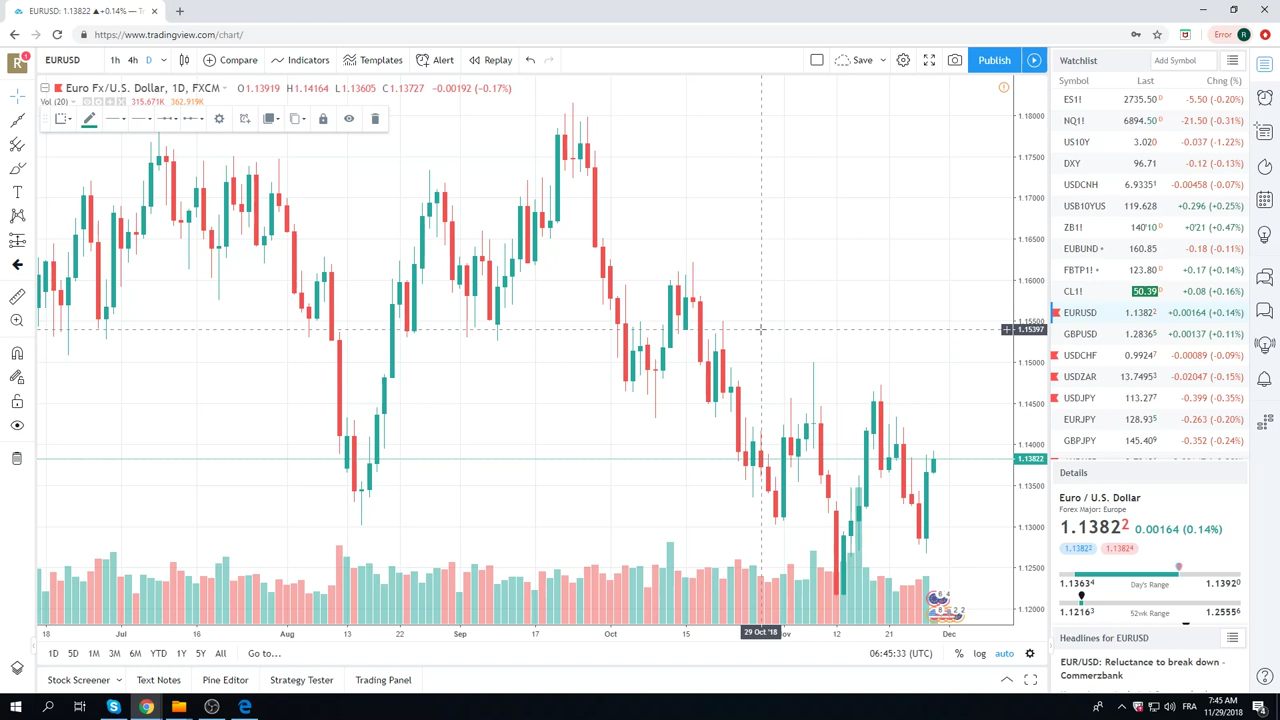 EURUSD: 1.13822 ▲+0.14% — Tr
https://www.tradingview.com/chart/
Error R
R 1
EURUSD 1h 4h D Compare Indicators Templates Alert Replay Save Publish
Watchlist Add Symbol
Symbol Last Chng (%)
Euro Fx/U.S. Dollar, 1D, FXCM O1.13919 H1.14164 L1.13605 C1.13727 −0.00192 (−0.17%)
Vol (20) 315.671K 362.919K
ES1! 2735.50 D -5.50 (-0.20%)
NQ1! 6894.50 D -21.50 (-0.31%)
US10Y 3.020 -0.037 (-1.22%)
DXY 96.71 -0.12 (-0.13%)
USDCNH 6.93351 -0.00458 (-0.07%)
USB10YUS 119.628 +0.296 (+0.25%)
ZB1! 140'10 D +0'21 (+0.47%)
EUBUND 160.85 -0.18 (-0.11%)
FBTP1! 123.80 D +0.17 (+0.14%)
CL1! 50.39 D +0.08 (+0.16%)
EURUSD 1.13822 +0.00164 (+0.14%)
GBPUSD 1.28365 +0.00137 (+0.11%)
USDCHF 0.99247 -0.00089 (-0.09%)
USDZAR 13.74953 -0.02047 (-0.15%)
USDJPY 113.277 -0.399 (-0.35%)
EURJPY 128.935 -0.263 (-0.20%)
GBPJPY 145.409 -0.352 (-0.24%)
1.18000
1.17500
1.17000
1.16500
1.16000
1.15500
1.15397
1.15000
1.14500
1.14000
1.13822
1.13500
1.13000
1.12500
1.12000
Details
Euro / U.S. Dollar
Forex Major: Europe
1.13822 0.00164 (0.14%)
1.13822 1.13824
1.13634 Day's Range 1.13920
1.12163 52wk Range 1.25556
Headlines for EURUSD
EUR/USD: Reluctance to break down -
Commerzbank
18 Jul 16 Aug 13 22 Sep 17 Oct 15 29 Oct '18 ov 12 21 Dec
1D 5D 1M 3M 6M YTD 1Y 5Y All Go to... 06:45:33 (UTC) % log auto
Stock Screener Text Notes Pine Editor Strategy Tester Trading Panel
FRA 7:45 AM
11/29/2018
4